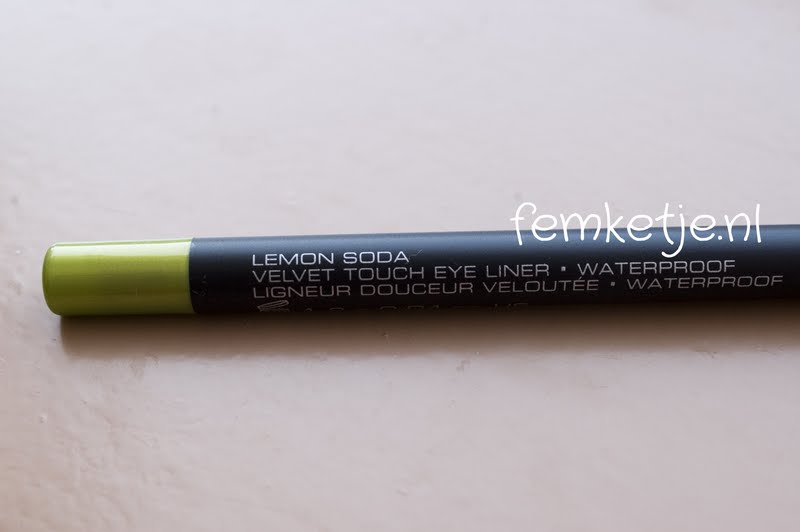 femketje.nl
LEMON SODA
VELVET TOUCH EYE LINER ▪ WATERPROOF
LIGNEUR DOUCEUR VELOUTÉE ▪ WATERPROOF